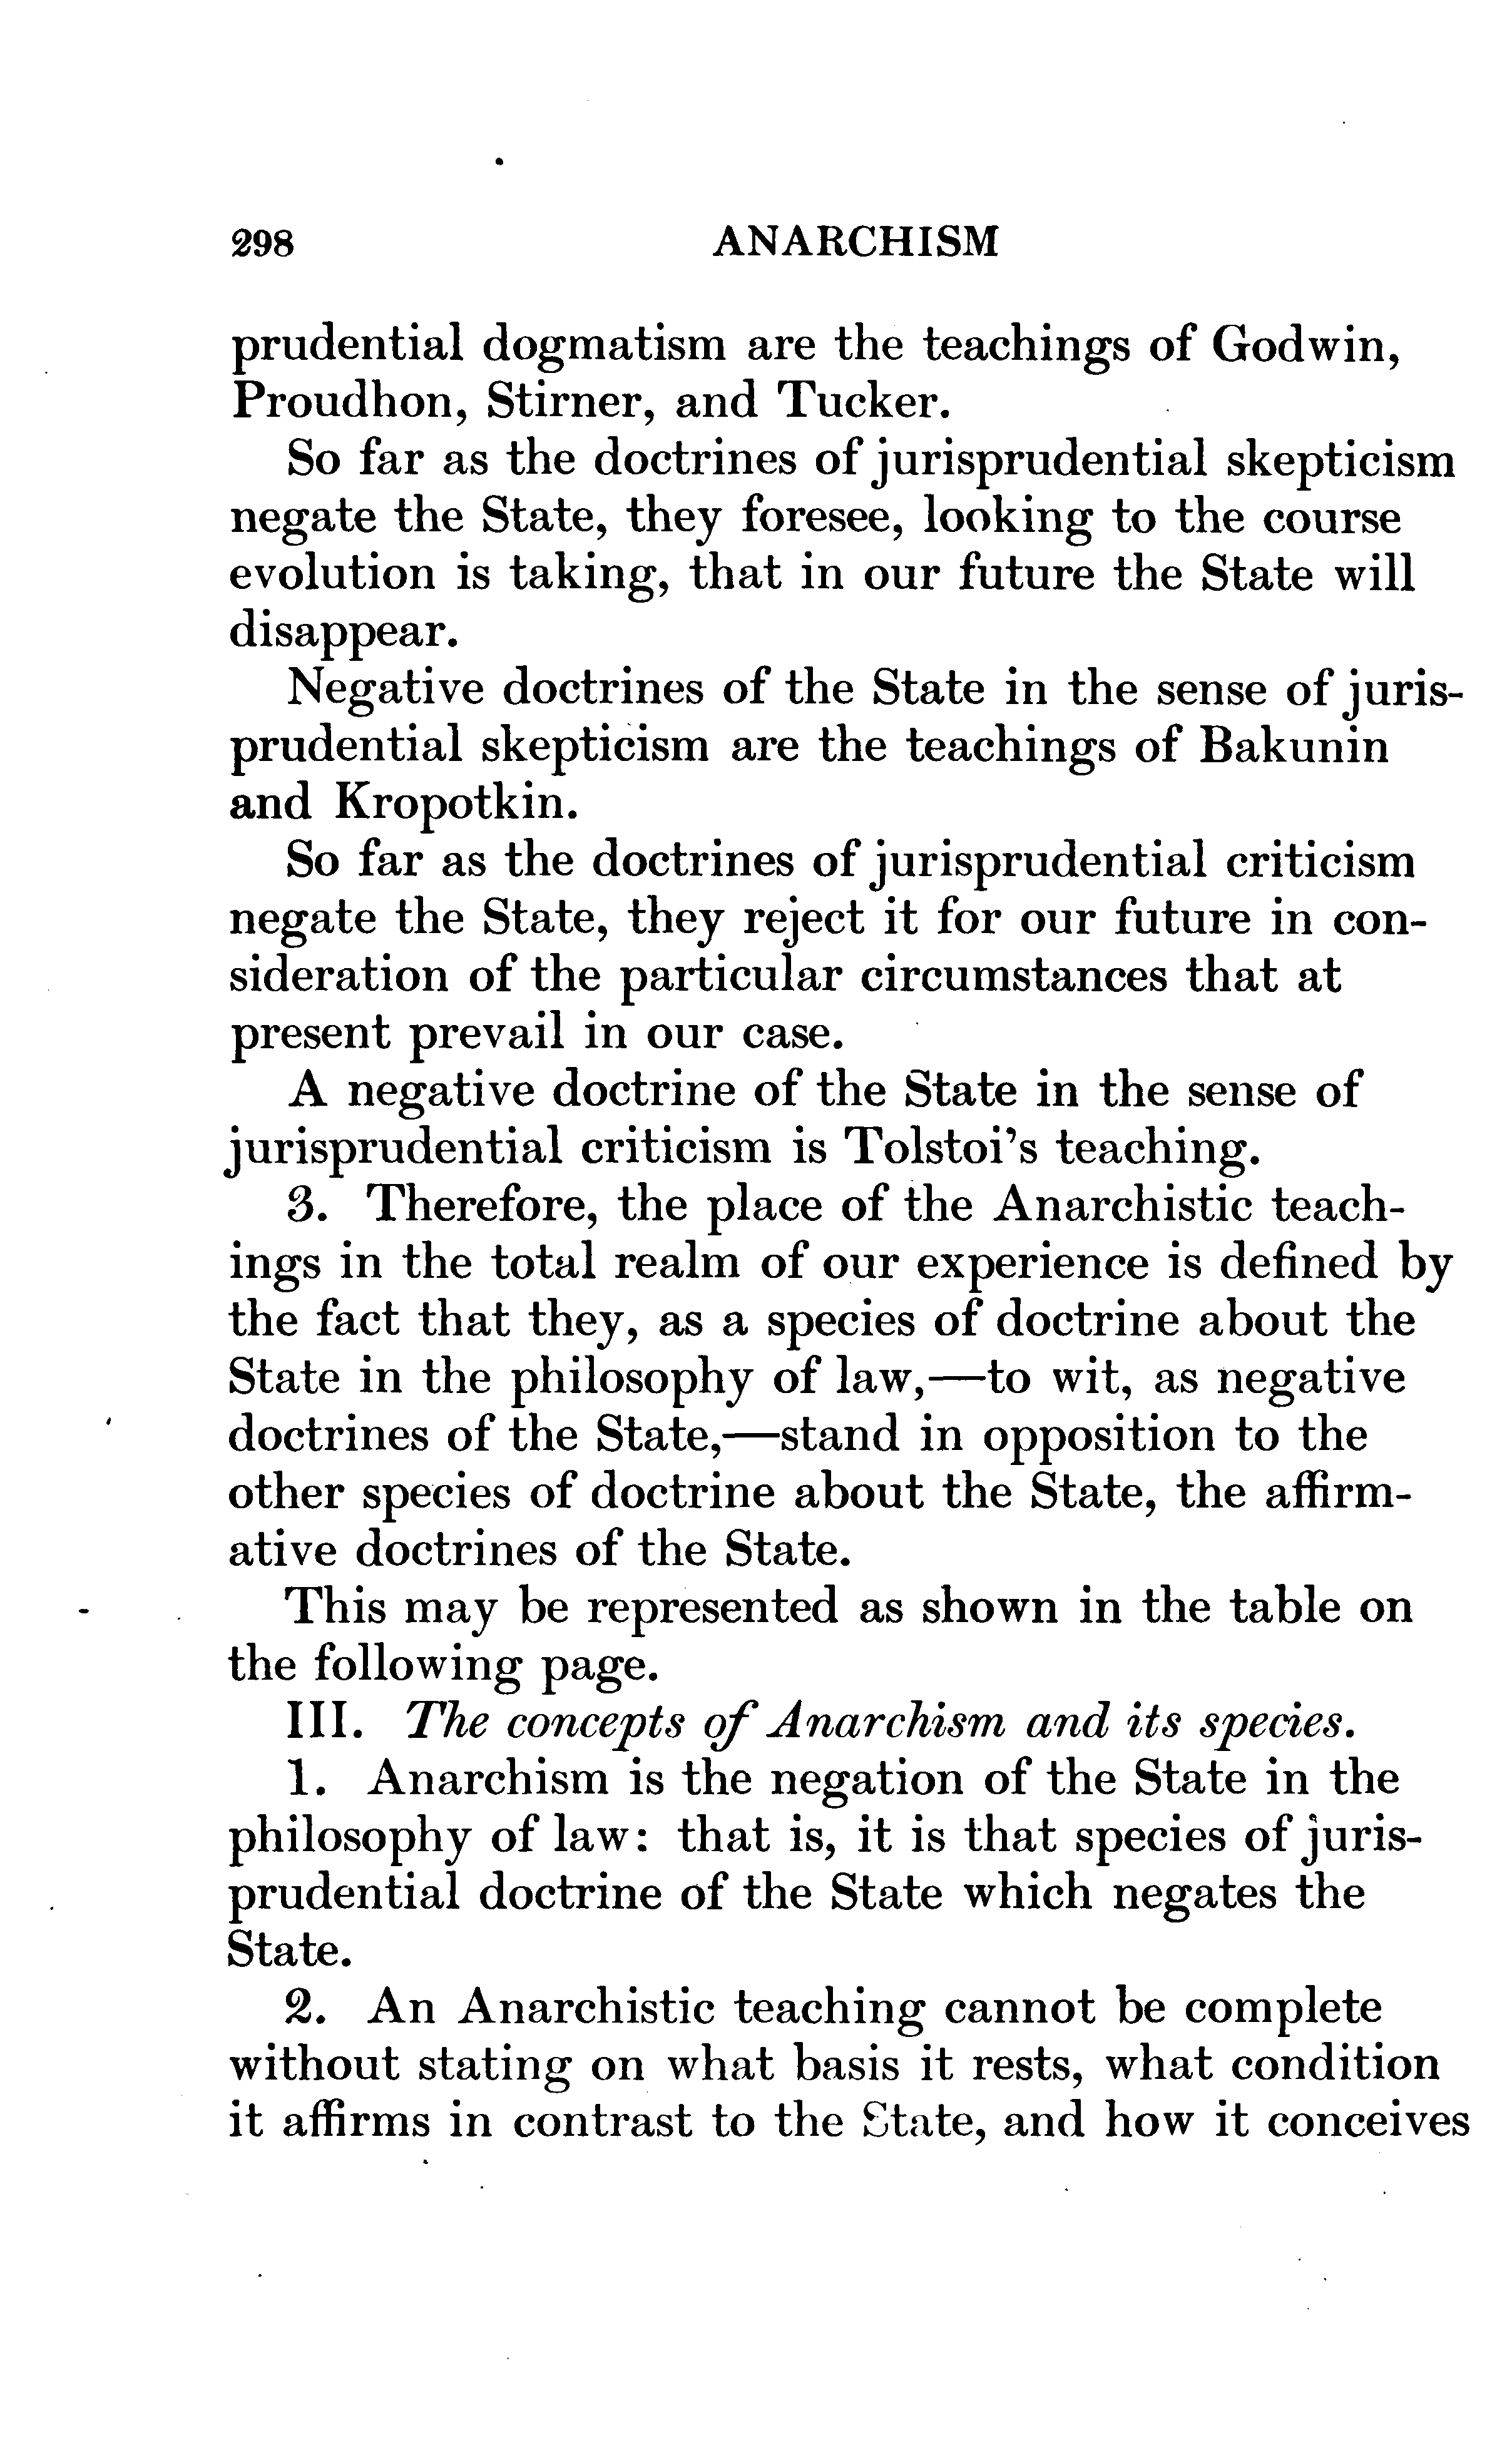 298 ANARCHISM
prudential dogmatism are the teachings of Godwin,
Proudhon, Stirner, and Tucker.
So far as the doctrines of jurisprudential skepticism
negate the State, they foresee, looking to the course
evolution is taking, that in our future the State will
disappear.
Negative doctrines of the State in the sense of juris-
prudential skepticism are the teachings of Bakunin
and Kropotkin.
So far as the doctrines of jurisprudential criticism
negate the State, they reject it for our future in con-
sideration of the particular circumstances that at
present prevail in our case.
A negative doctrine of the State in the sense of
jurisprudential criticism is Tolstoi's teaching.
3. Therefore, the place of the Anarchistic teach-
ings in the total realm of our experience is defined by
the fact that they, as a species of doctrine about the
State in the philosophy of law,—to wit, as negative
doctrines of the State,—stand in opposition to the
other species of doctrine about the State, the affirm-
ative doctrines of the State.
This may be represented as shown in the table on
the following page.
III. The concepts of Anarchism and its species.
1. Anarchism is the negation of the State in the
philosophy of law: that is, it is that species of juris-
prudential doctrine of the State which negates the
State.
2. An Anarchistic teaching cannot be complete
without stating on what basis it rests, what condition
it affirms in contrast to the State, and how it conceives